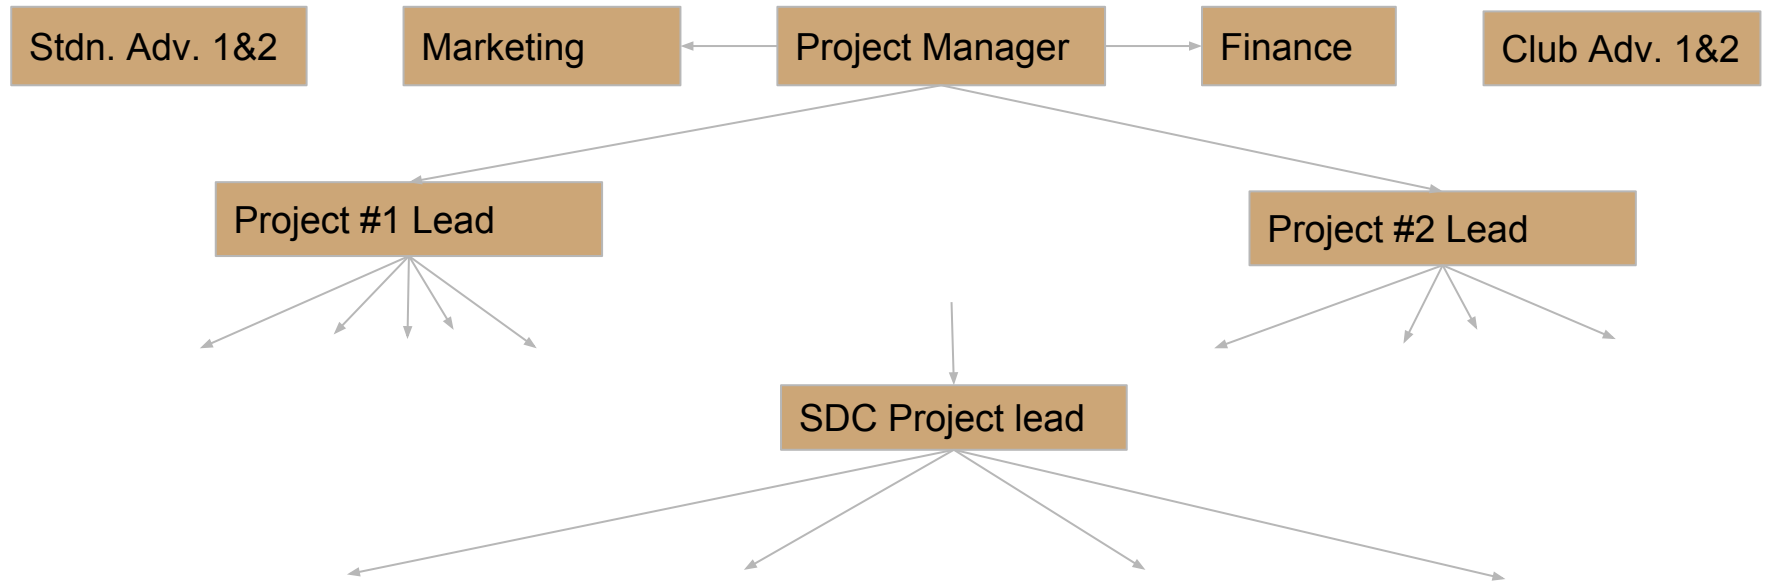 Stdn. Adv. 1&2
Marketing
Project Manager
Finance
Club Adv. 1&2
Project #1 Lead
Project #2 Lead
SDC Project lead